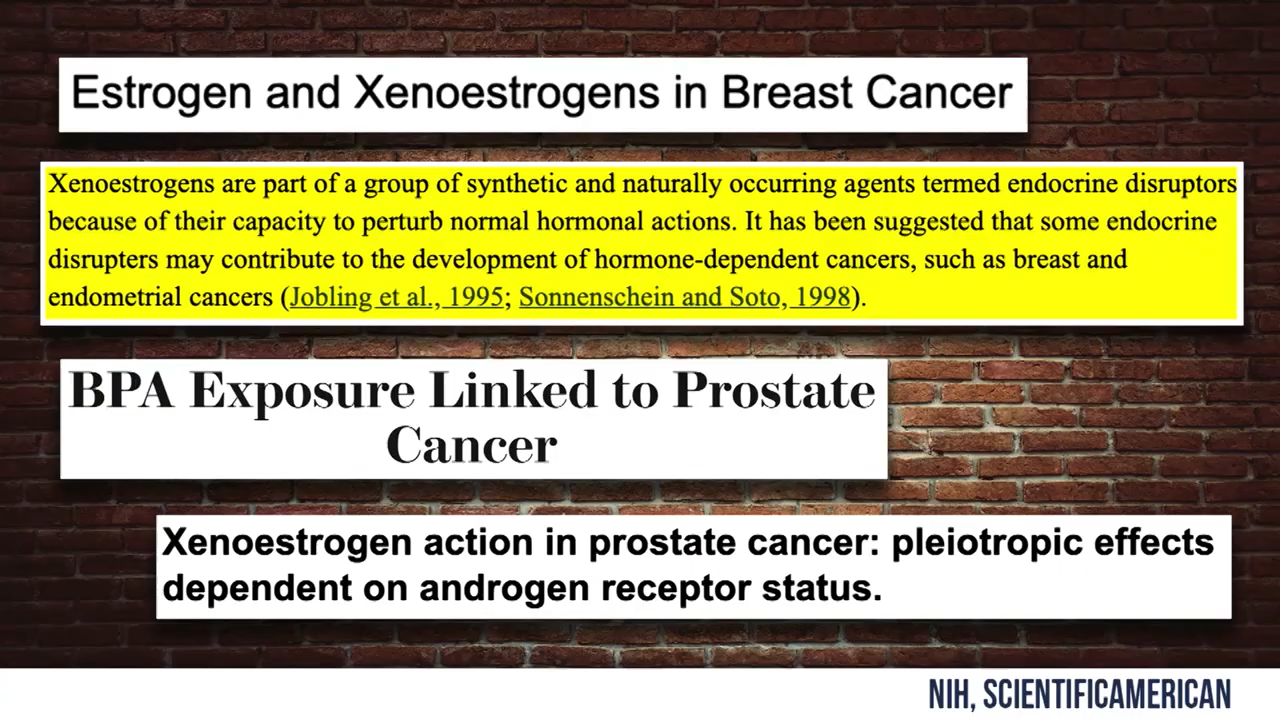 Estrogen and Xenoestrogens in Breast Cancer
Xenoestrogens are part of a group of synthetic and naturally occurring agents termed endocrine disruptors
because of their capacity to perturb normal hormonal actions. It has been suggested that some endocrine
disrupters may contribute to the development of hormone-dependent cancers, such as breast and
endometrial cancers (Jobling et al., 1995; Sonnenschein and Soto, 1998).
BPA Exposure Linked to Prostate
Cancer
Xenoestrogen action in prostate cancer: pleiotropic effects
dependent on androgen receptor status.
NIH, SCIENTIFICAMERICAN